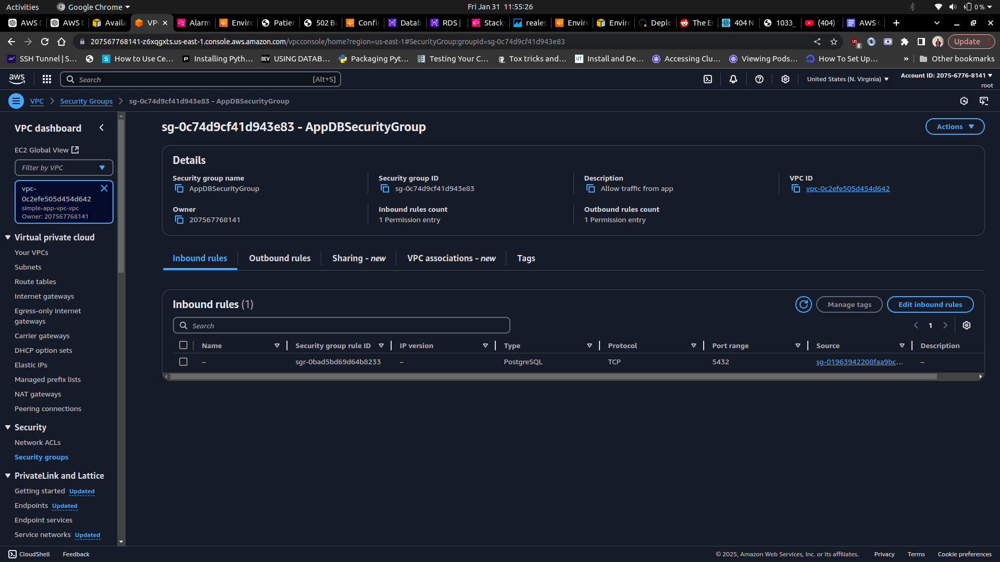 Activities
Google Chrome
Fri Jan 31 11:55:26
0 %
AWS D
AWS D
Availa
VPC
Alarm
Enviro
Patien
502 Ba
Config
Datab
RDS |
Stack
reales
Enviro
Enviro
Deplo
The E
404 N
1033_
(404)
AWS
207567768141-z6xqgxts.us-east-1.console.aws.amazon.com/vpcconsole/home?region=us-east-1#SecurityGroup:groupId=sg-0c74d9cf41d943e83
8
Update
SSH Tunnel | S...
How to Use Ce...
Installing Pyth...
DEV
USING DATAB...
Packaging Pyt...
Testing Your C...
Tox tricks and...
UT
Install and De...
Accessing Clu...
Viewing Pods...
How To Set Up...
»
Other bookmarks
aws
Search
[Alt+S]
United States (N. Virginia)
Account ID: 2075-6776-8141
root
VPC
Security Groups
sg-0c74d9cf41d943e83 - AppDBSecurityGroup
VPC dashboard
EC2 Global View
Filter by VPC
vpc-
0c2efe505d454d642
simple-app-vpc-vpc
Owner: 207567768141
Virtual private cloud
Your VPCs
Subnets
Route tables
Internet gateways
Egress-only internet
gateways
Carrier gateways
DHCP option sets
Elastic IPs
Managed prefix lists
NAT gateways
Peering connections
Security
Network ACLs
Security groups
PrivateLink and Lattice
Getting started Updated
Endpoints Updated
Endpoint services
Service networks Updated
sg-0c74d9cf41d943e83 - AppDBSecurityGroup
Actions
Details
Security group name
AppDBSecurityGroup
Security group ID
sg-0c74d9cf41d943e83
Description
Allow traffic from app
VPC ID
vpc-0c2efe505d454d642
Owner
207567768141
Inbound rules count
1 Permission entry
Outbound rules count
1 Permission entry
Inbound rules
Outbound rules
Sharing - new
VPC associations - new
Tags
Inbound rules (1)
Manage tags
Edit inbound rules
Search
1
Name
Security group rule ID
IP version
Type
Protocol
Port range
Source
Description
–
sgr-0bad5bd69d64b8233
–
PostgreSQL
TCP
5432
sg-01963942208faa9bc...
–
CloudShell
Feedback
© 2025, Amazon Web Services, Inc. or its affiliates.
Privacy
Terms
Cookie preferences